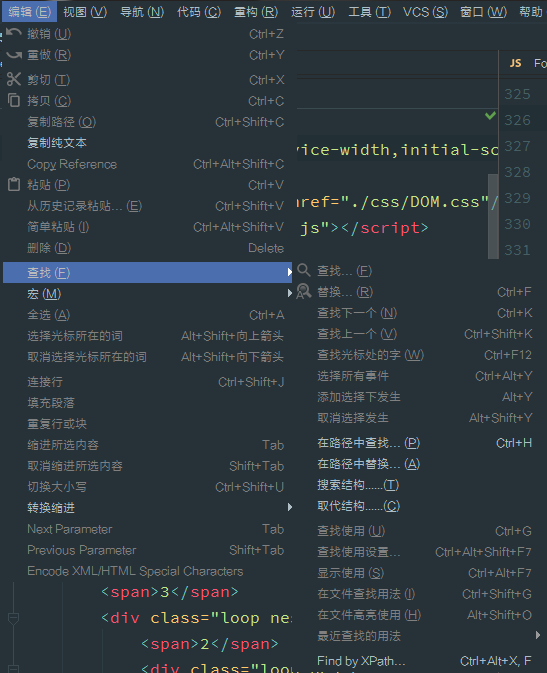 编辑 (E) 视图 (V) 导航 (N) 代码 (C) 重构 (R) 运行 (U) 工具 (T) VCS (S) 窗口 (W) 帮助
撤销 (U) Ctrl+Z
重做 (R) Ctrl+Y
剪切 (T) Ctrl+X
拷贝 (C) Ctrl+C
复制路径 (O) Ctrl+Shift+C
复制纯文本
Copy Reference Ctrl+Alt+Shift+C
粘贴 (P) Ctrl+V
从历史记录粘贴... (E) Ctrl+Shift+V
简单粘贴 (I) Ctrl+Alt+Shift+V
删除 (D) Delete
查找 (F)
宏 (M)
全选 (A) Ctrl+A
选择光标所在的词 Alt+Shift+向上箭头
取消选择光标所在的词 Alt+Shift+向下箭头
连接行 Ctrl+Shift+J
填充段落
重复行或块
缩进所选内容 Tab
取消缩进所选内容 Shift+Tab
切换大小写 Ctrl+Shift+U
转换缩进
Next Parameter Tab
Previous Parameter Shift+Tab
Encode XML/HTML Special Characters
JS Fo
325
326
327
328
329
330
331
vice-width,initial-sc
href="./css/DOM.css"/
js"></script>
查找... (F)
替换... (R) Ctrl+F
查找下一个 (N) Ctrl+K
查找上一个 (V) Ctrl+Shift+K
查找光标处的字 (W) Ctrl+F12
选择所有事件 Ctrl+Alt+Y
添加选择下发生 Alt+Y
取消选择发生 Alt+Shift+Y
在路径中查找... (P) Ctrl+H
在路径中替换... (A)
搜索结构......(T)
取代结构......(C)
查找使用 (U) Ctrl+G
查找使用设置... Ctrl+Alt+Shift+F7
显示使用 (S) Ctrl+Alt+F7
在文件查找用法 (I) Ctrl+Shift+G
在文件高亮使用 (H) Alt+Shift+O
最近查找的用法
Find by XPath... Ctrl+Alt+X, F
<span>3</span>
<div class="loop nes
<span>2</span>
<div class="loo